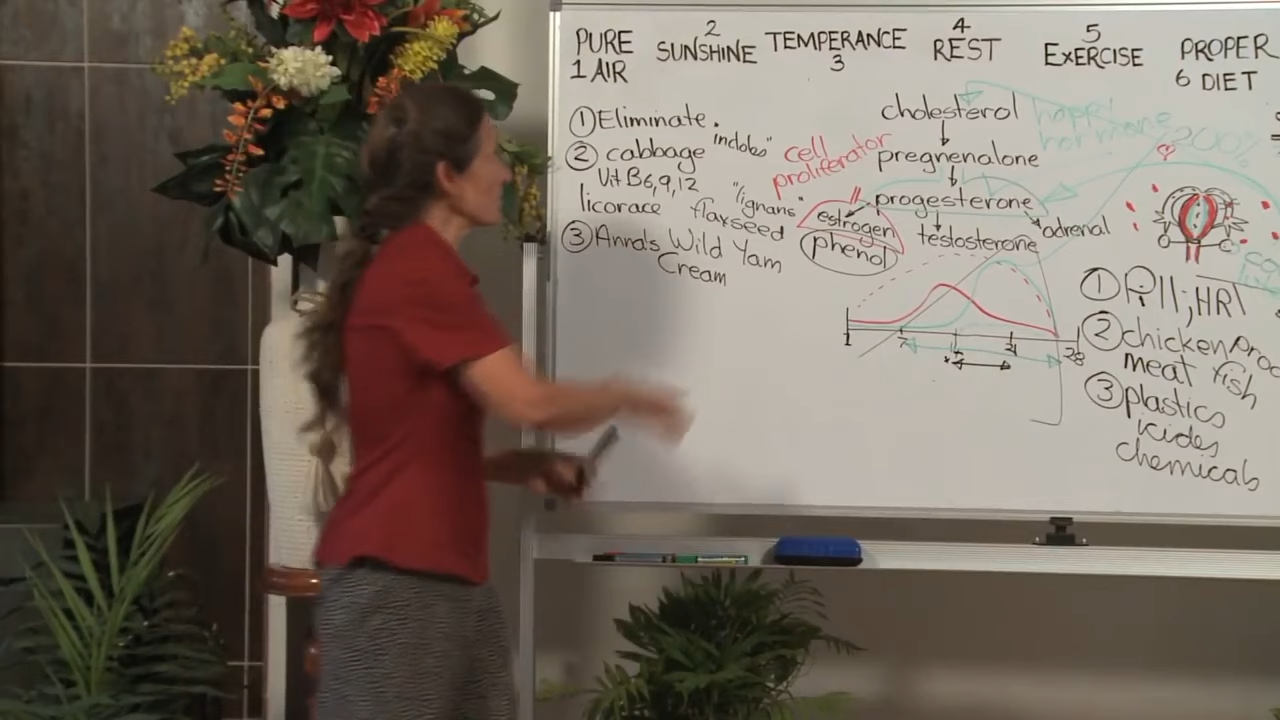 PURE
1 AIR
2
SUNSHINE
TEMPERANCE
3
4
REST
5
EXERCISE
PROPER
6 DIET
① Eliminate.
② cabbage "indoles"
Vit B6,9,12
licorace "lignans"
flaxseed
③ Anna's Wild Yam
Cream
cell
proliferator
cholesterol
pregnenalone
progesterone
estrogen
testosterone
adrenal
phenol
happy
hormone
200%
1
7
21
28
① Pill; HRT
② chicken
meat fish
③ plastics
'icides
chemicals